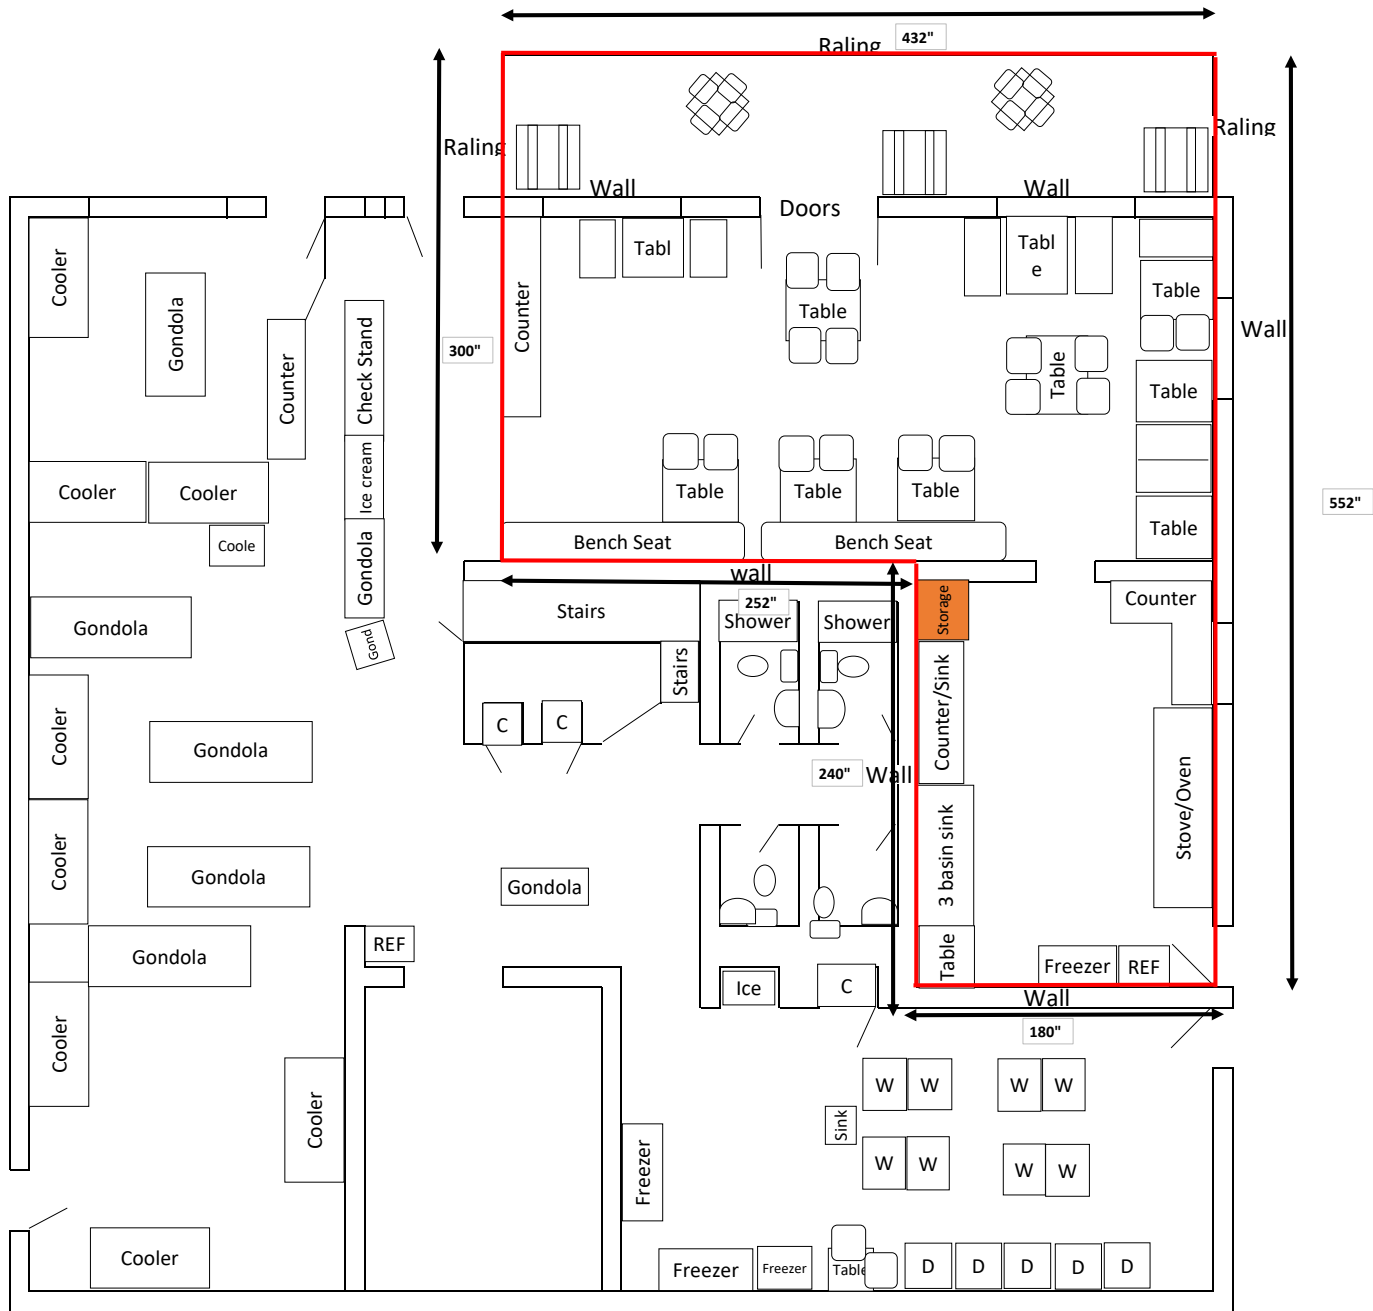 432"
Raling
Raling
Raling
Wall
Wall
Doors
Cooler
Gondola
Counter
Check Stand
Ice cream
Gondola
Gond
Cooler
Cooler
Coole
300"
Counter
Tabl
Table
Tabl
e
Table
Wall
Table
Table
Table
Table
Table
Table
Bench Seat
Bench Seat
552"
wall
252"
Stairs
Shower
Shower
Storage
Counter
Gondola
Stairs
Counter/Sink
C
C
Cooler
Gondola
240"
Wall
Stove/Oven
Cooler
Gondola
Gondola
3 basin sink
Gondola
REF
Table
Freezer
REF
Ice
C
Wall
180"
Cooler
Cooler
W
W
W
W
Sink
W
W
W
W
Freezer
Cooler
Freezer
Freezer
Table
D
D
D
D
D